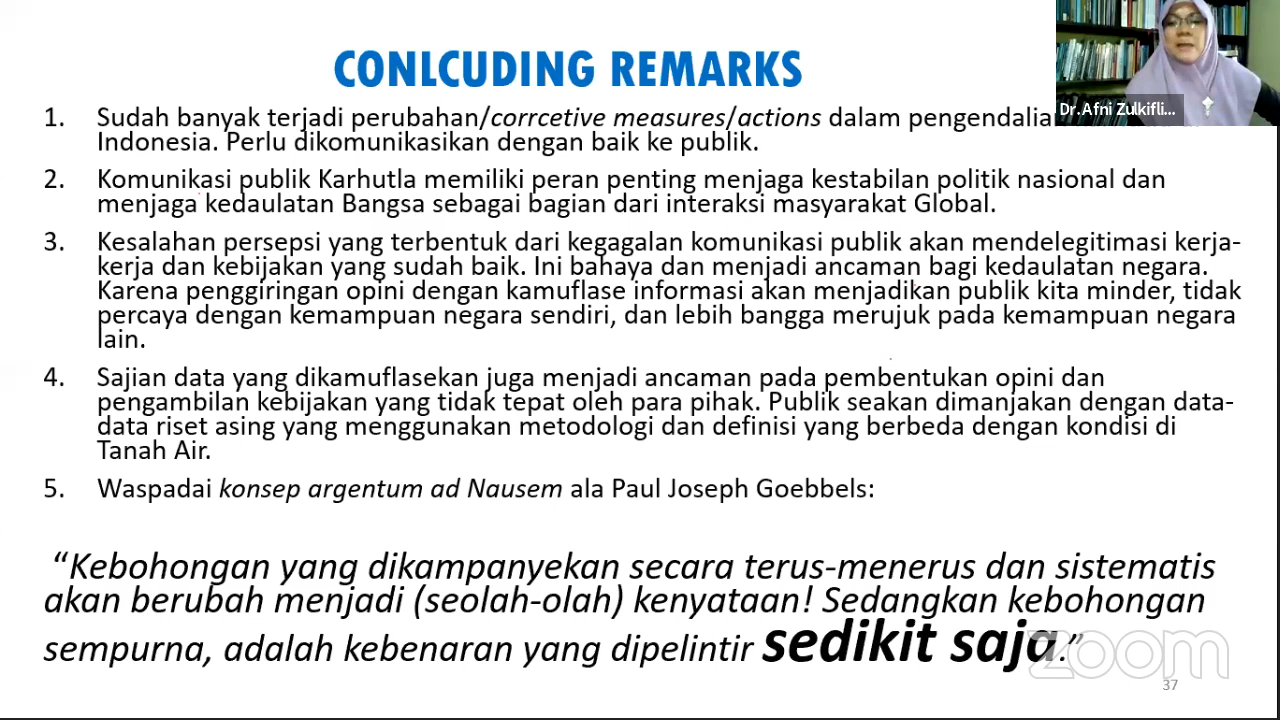 CONLCUDING REMARKS
Dr.Afni Zulkifli...
1. Sudah banyak terjadi perubahan/corrcetive measures/actions dalam pengendalian
Indonesia. Perlu dikomunikasikan dengan baik ke publik.
2. Komunikasi publik Karhutla memiliki peran penting menjaga kestabilan politik nasional dan
menjaga kedaulatan Bangsa sebagai bagian dari interaksi masyarakat Global.
3. Kesalahan persepsi yang terbentuk dari kegagalan komunikasi publik akan mendelegitimasi kerja-
kerja dan kebijakan yang sudah baik. Ini bahaya dan menjadi ancaman bagi kedaulatan negara.
Karena penggiringan opini dengan kamuflase informasi akan menjadikan publik kita minder, tidak
percaya dengan kemampuan negara sendiri, dan lebih bangga merujuk pada kemampuan negara
lain.
4. Sajian data yang dikamuflasekan juga menjadi ancaman pada pembentukan opini dan
pengambilan kebijakan yang tidak tepat oleh para pihak. Publik seakan dimanjakan dengan data-
data riset asing yang menggunakan metodologi dan definisi yang berbeda dengan kondisi di
Tanah Air.
5. Waspadai konsep argentum ad Nausem ala Paul Joseph Goebbels:
“Kebohongan yang dikampanyekan secara terus-menerus dan sistematis
akan berubah menjadi (seolah-olah) kenyataan! Sedangkan kebohongan
sempurna, adalah kebenaran yang dipelintir sedikit saja.”
zoom
37